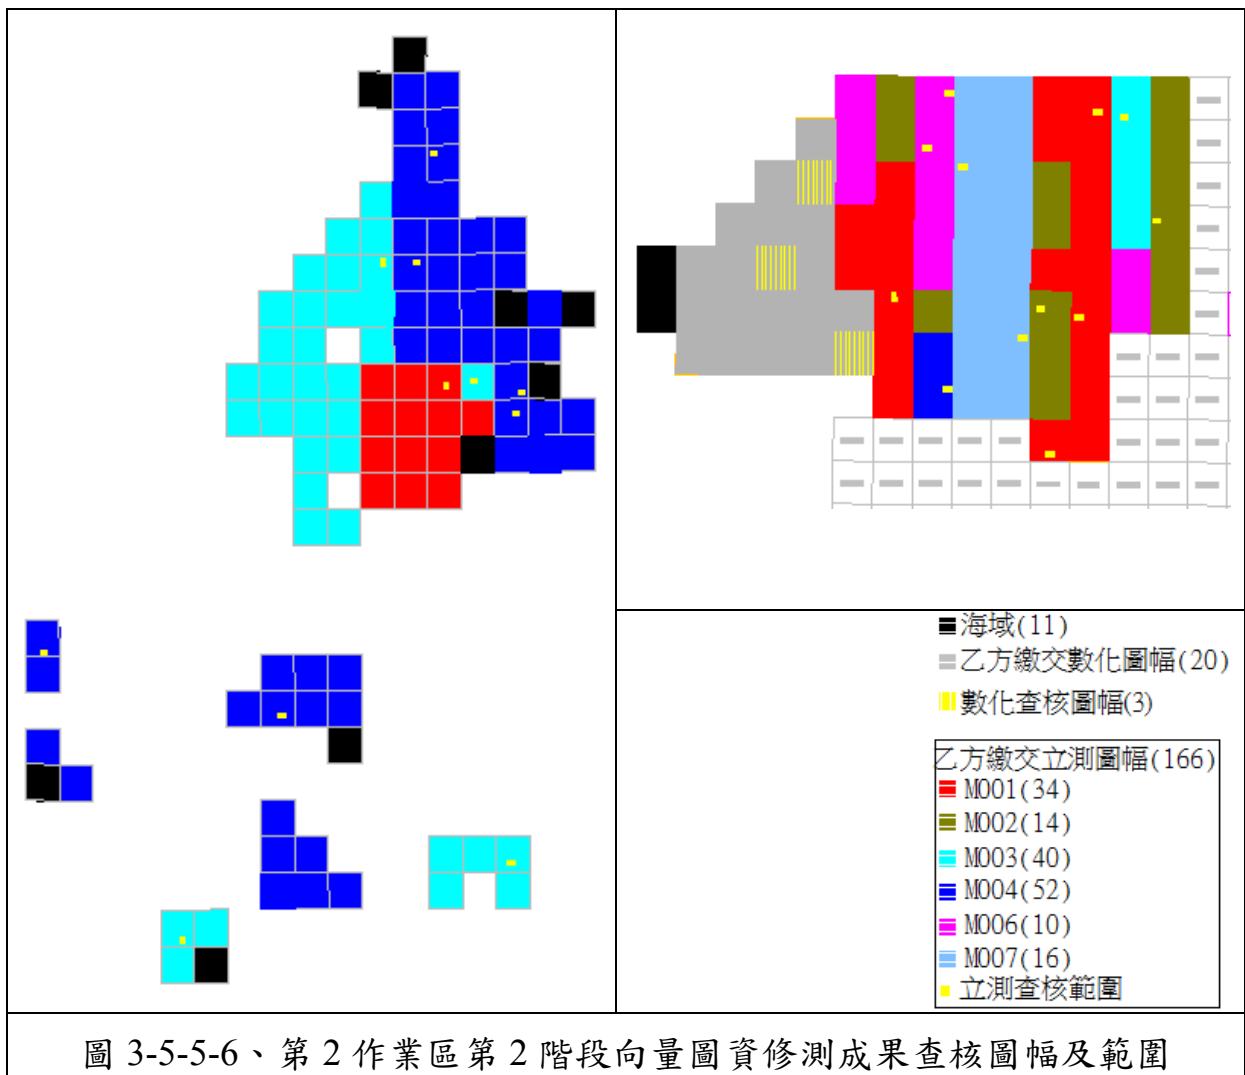 海域(11)
乙方繳交數化圖幅(20)
數化查核圖幅(3)
乙方繳交立測圖幅(166)
M001(34)
M002(14)
M003(40)
M004(52)
M006(10)
M007(16)
立測查核範圍
圖 3-5-5-6、第 2 作業區第 2 階段向量圖資修測成果查核圖幅及範圍